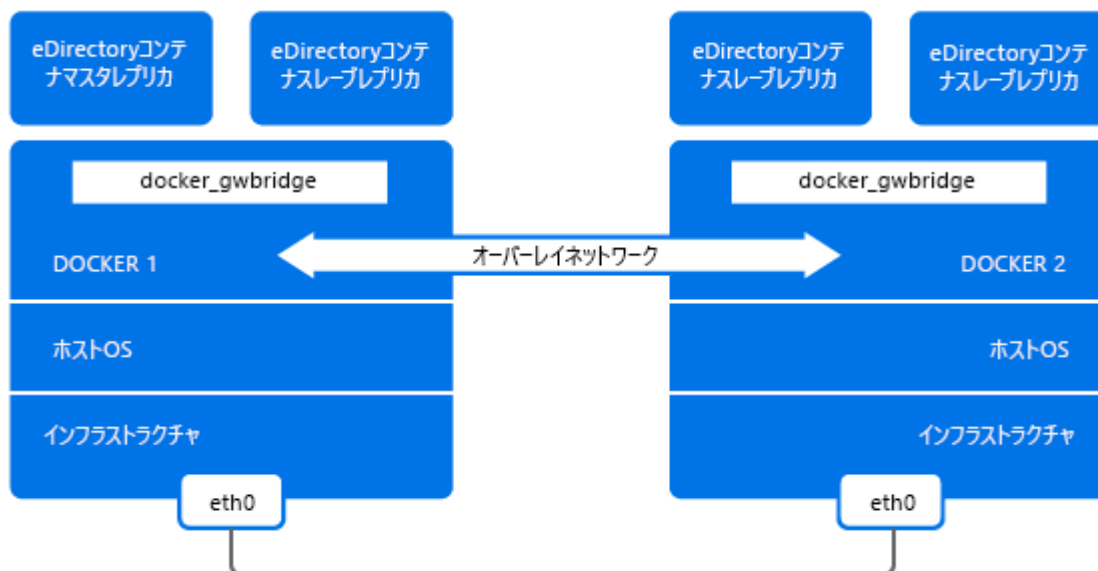 eDirectoryコンテ
ナマスタレプリカ
eDirectoryコンテ
ナスレーブレプリカ
eDirectoryコンテ
ナスレーブレプリカ
eDirectoryコンテ
ナスレーブレプリカ
docker_gwbridge
docker_gwbridge
オーバーレイネットワーク
DOCKER 1
DOCKER 2
ホストOS
ホストOS
インフラストラクチャ
インフラストラクチャ
eth0
eth0